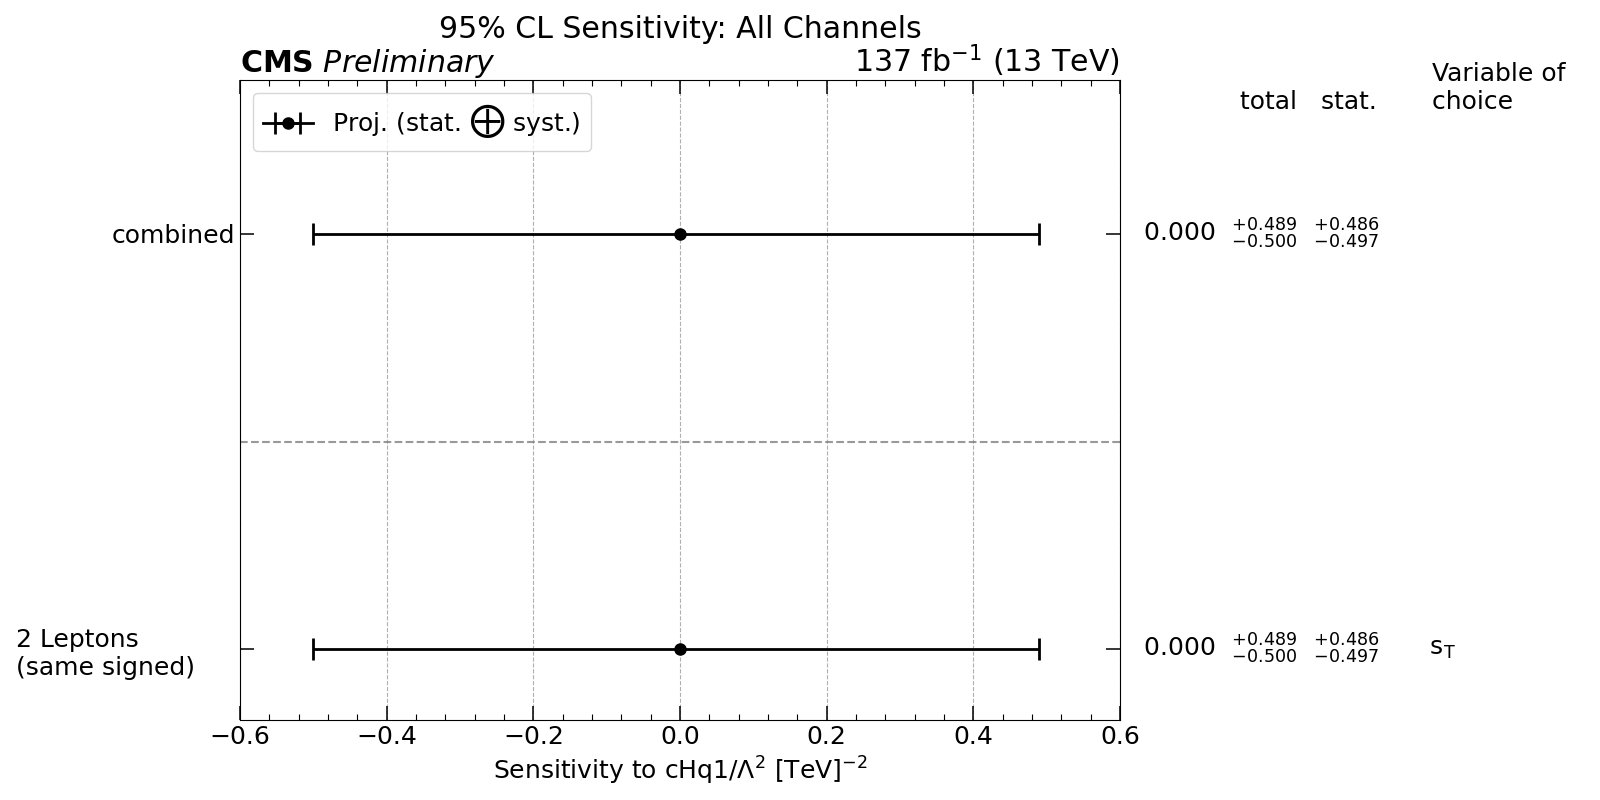 95% CL Sensitivity: All Channels
CMS Preliminary 137 fb⁻¹ (13 TeV)
Variable of
choice
total stat.
Proj. (stat. ⊕ syst.)
combined 0.000 +0.489 −0.500 +0.486 −0.497
2 Leptons
(same signed)
0.000 +0.489 −0.500 +0.486 −0.497 s_T
−0.6 −0.4 −0.2 0.0 0.2 0.4 0.6
Sensitivity to cHq1/Λ² [TeV]⁻²